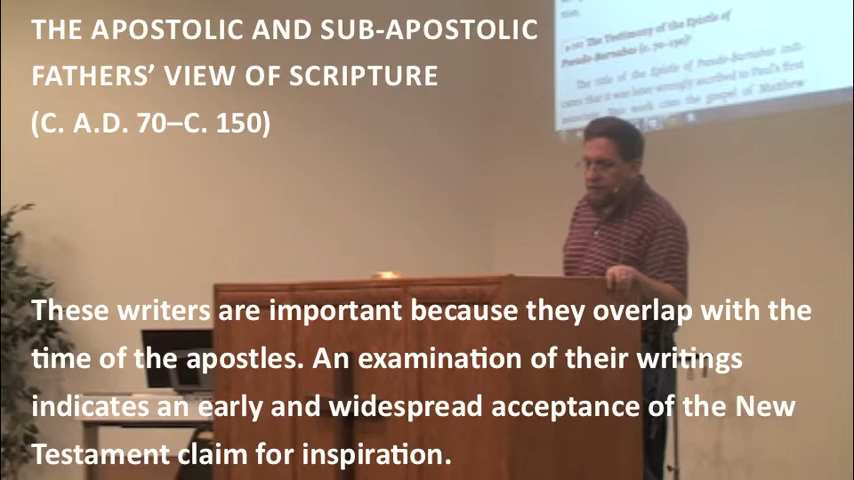 THE APOSTOLIC AND SUB-APOSTOLIC
FATHERS’ VIEW OF SCRIPTURE
(C. A.D. 70–C. 150)
The Testimony of the Epistle of
Pseudo-Barnabas (c. 70–130)
The title of the Epistle of Pseudo-Barnabas indi-
cates that it was later wrongly ascribed to Paul's first
This work cites the gospel of Matthew
These writers are important because they overlap with the
time of the apostles. An examination of their writings
indicates an early and widespread acceptance of the New
Testament claim for inspiration.